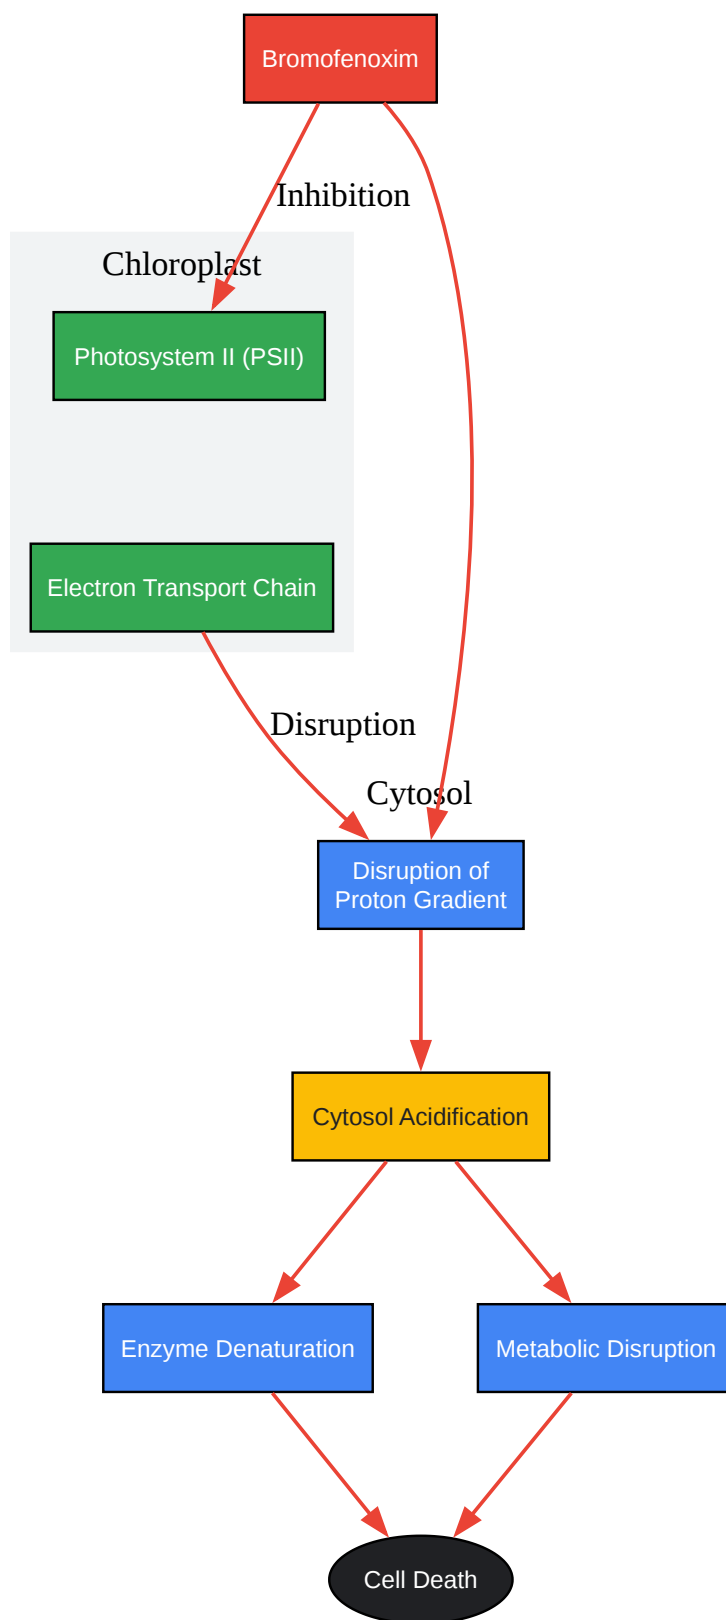 Bromofenoxim
Inhibition
Chloroplast
Photosystem II (PSII)
Electron Transport Chain
Disruption
Cytosol
Disruption of
Proton Gradient
Cytosol Acidification
Enzyme Denaturation
Metabolic Disruption
Cell Death